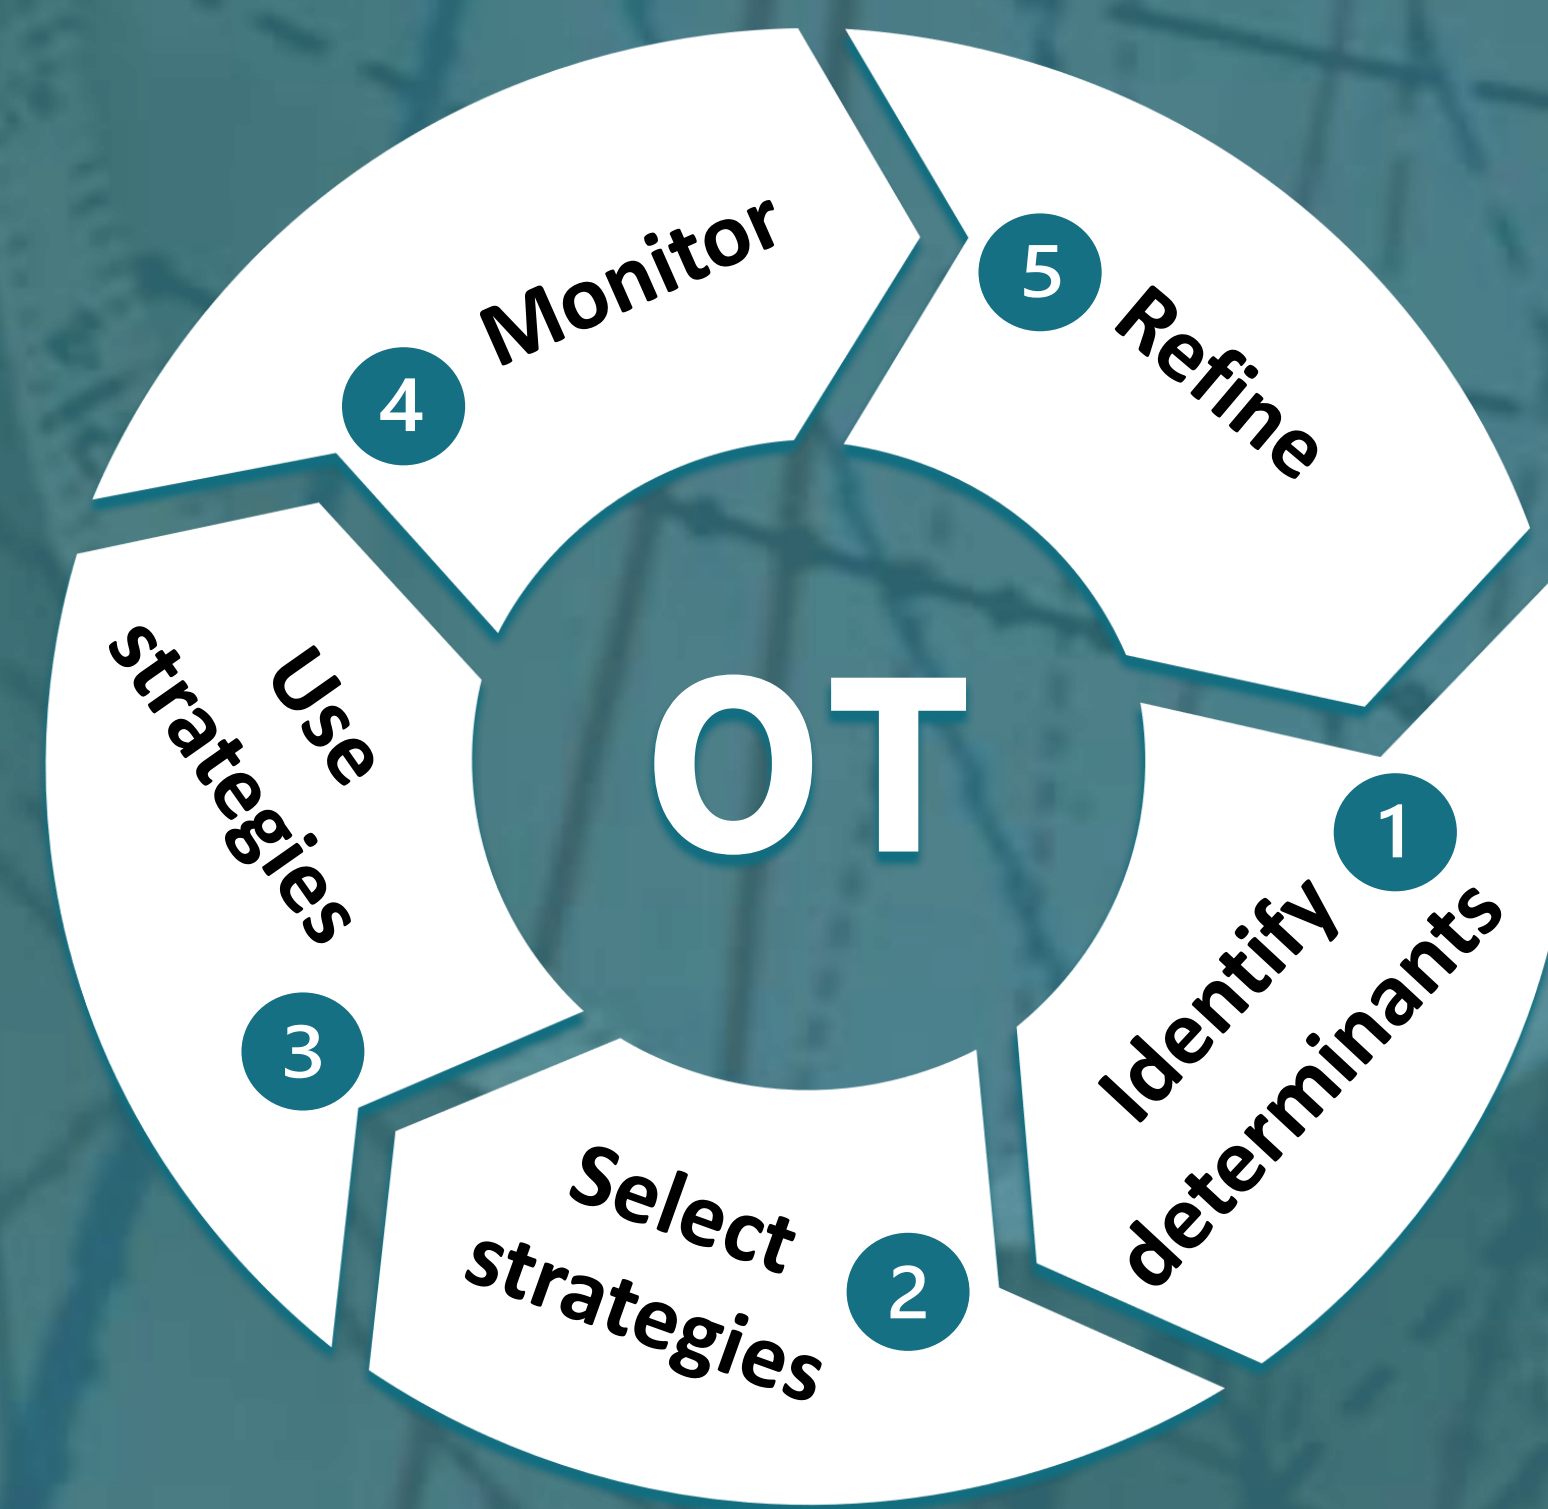 OT
1
Identify
determinants
2
Select
strategies
3
Use
strategies
4
Monitor
5
Refine